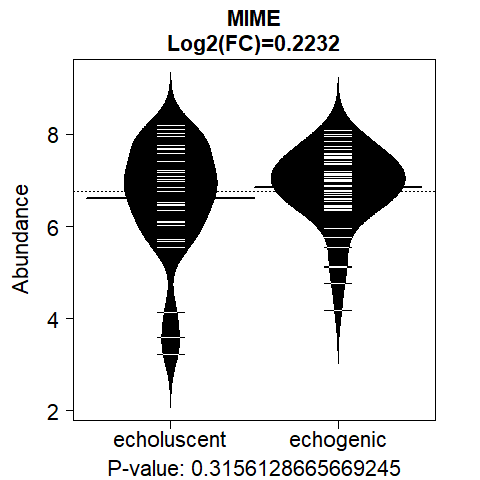 MIME
Log2(FC)=0.2232
Abundance
8
6
4
2
echoluscent echogenic
P-value: 0.3156128665669245